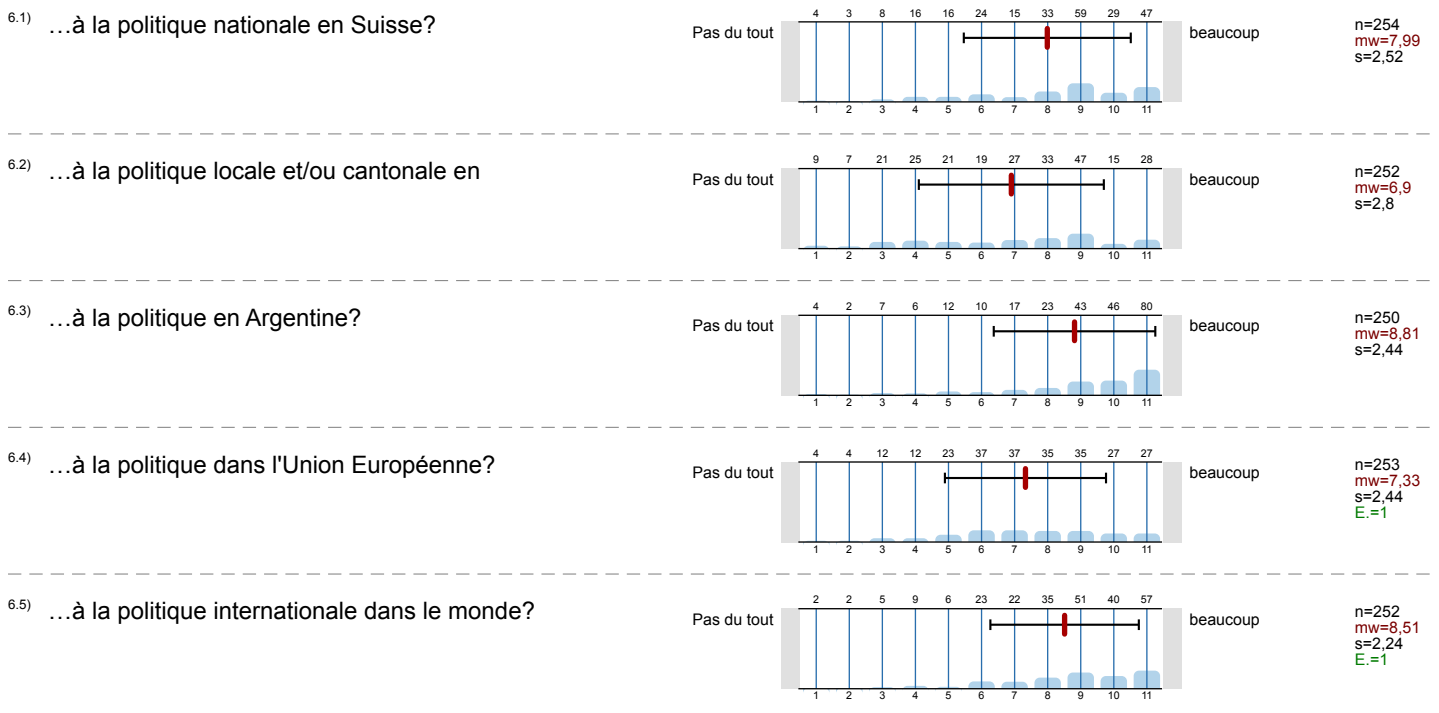 6.1) …à la politique nationale en Suisse?
4 3 8 16 16 24 15 33 59 29 47
Pas du tout beaucoup
1 2 3 4 5 6 7 8 9 10 11
n=254
mw=7,99
s=2,52
6.2) …à la politique locale et/ou cantonale en
9 7 21 25 21 19 27 33 47 15 28
Pas du tout beaucoup
1 2 3 4 5 6 7 8 9 10 11
n=252
mw=6,9
s=2,8
6.3) …à la politique en Argentine?
4 2 7 6 12 10 17 23 43 46 80
Pas du tout beaucoup
1 2 3 4 5 6 7 8 9 10 11
n=250
mw=8,81
s=2,44
6.4) …à la politique dans l'Union Européenne?
4 4 12 12 23 37 37 35 35 27 27
Pas du tout beaucoup
1 2 3 4 5 6 7 8 9 10 11
n=253
mw=7,33
s=2,44
E.=1
6.5) …à la politique internationale dans le monde?
2 2 5 9 6 23 22 35 51 40 57
Pas du tout beaucoup
1 2 3 4 5 6 7 8 9 10 11
n=252
mw=8,51
s=2,24
E.=1